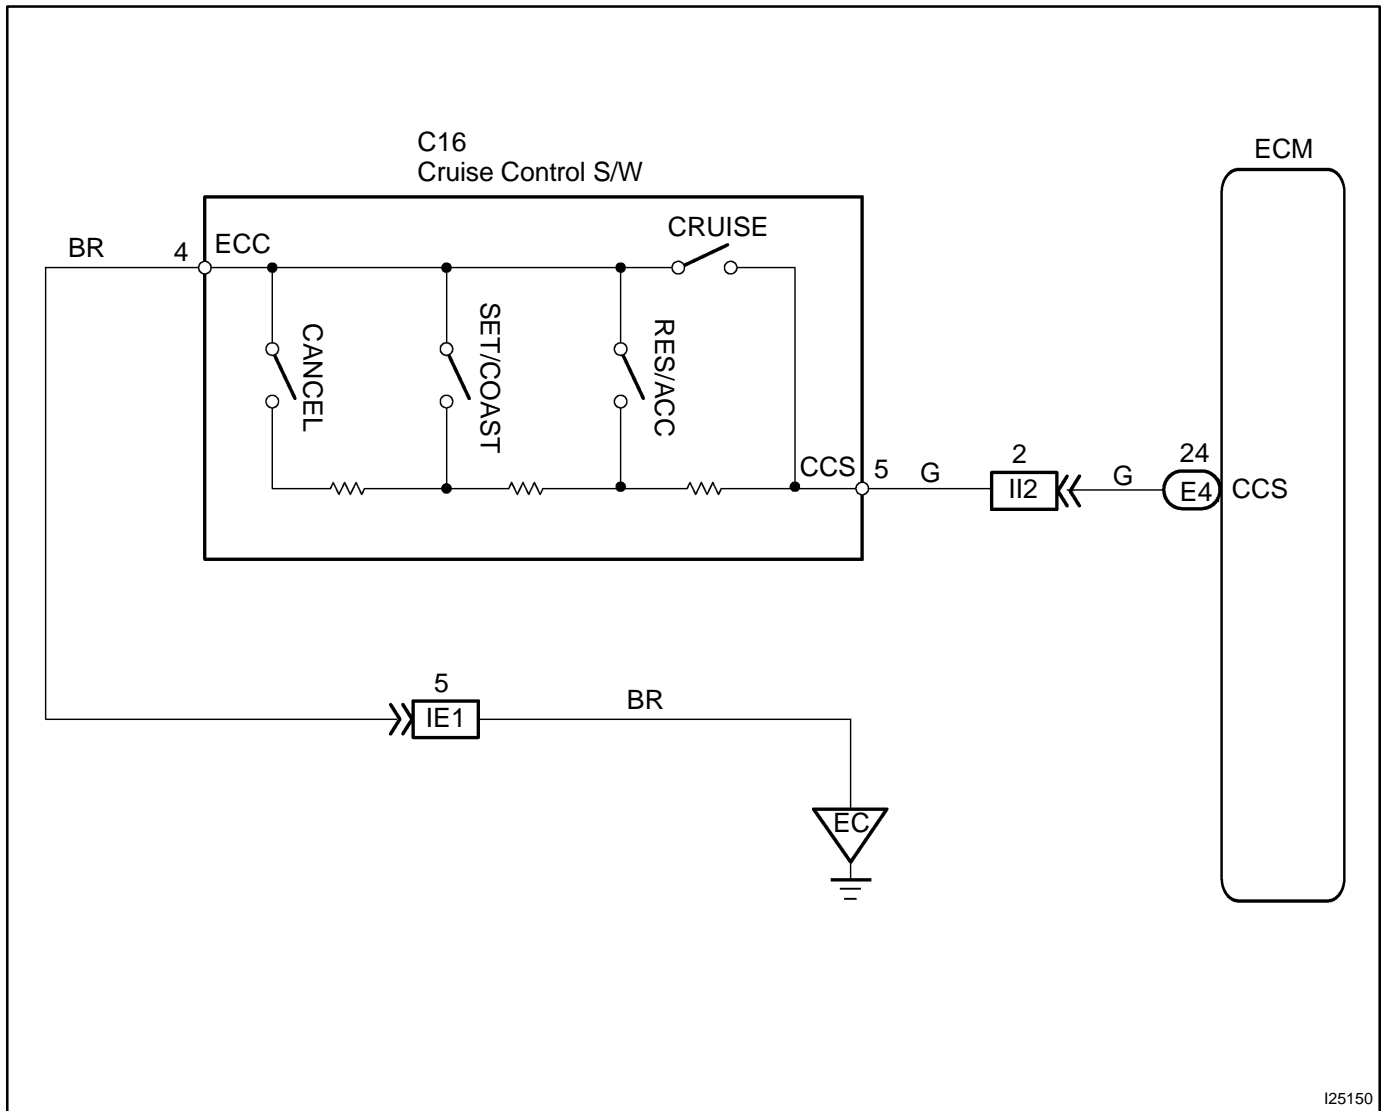 C16
Cruise Control S/W
ECM
CRUISE
BR
4
ECC
CANCEL
SET/COAST
RES/ACC
CCS
5
G
2
II2
G
24
E4
CCS
5
IE1
BR
EC
I25150